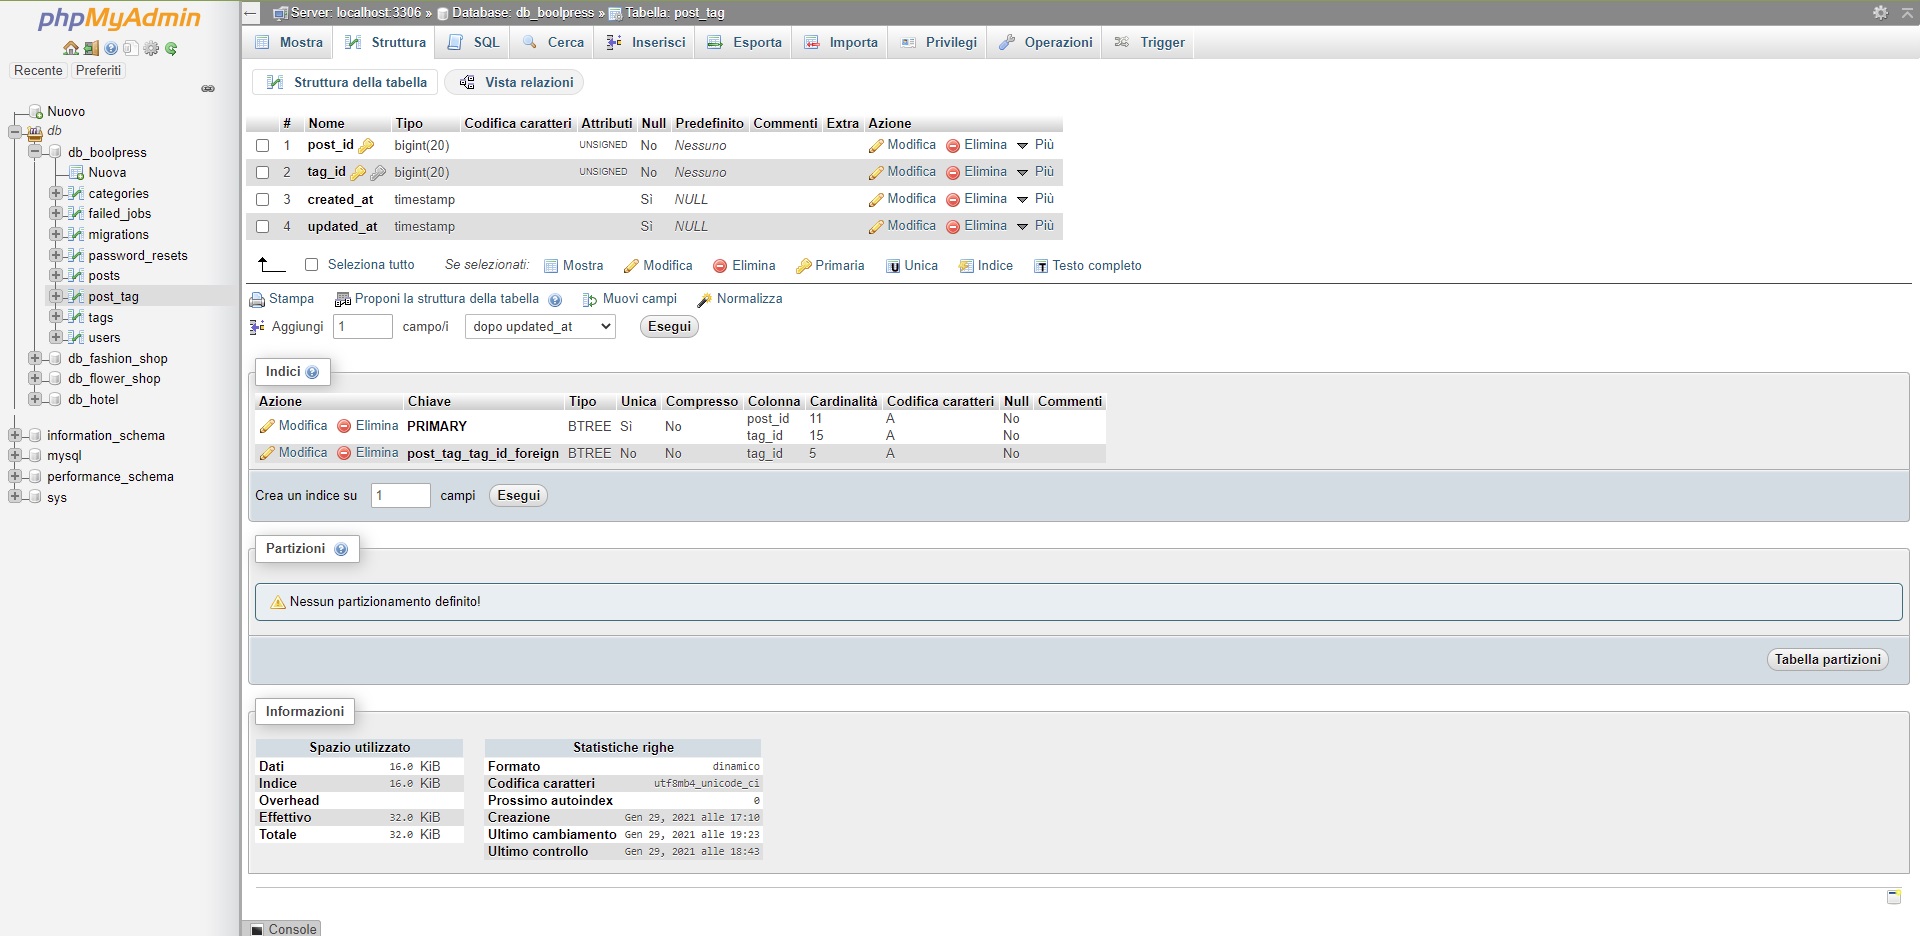 phpMyAdmin
Recente Preferiti
Nuovo
db
db_boolpress
Nuova
categories
failed_jobs
migrations
password_resets
posts
post_tag
tags
users
db_fashion_shop
db_flower_shop
db_hotel
information_schema
mysql
performance_schema
sys
Server: localhost:3306 » Database: db_boolpress » Tabella: post_tag
Mostra Struttura SQL Cerca Inserisci Esporta Importa Privilegi Operazioni Trigger
Struttura della tabella Vista relazioni
# Nome Tipo Codifica caratteri Attributi Null Predefinito Commenti Extra Azione
1 post_id bigint(20) UNSIGNED No Nessuno Modifica Elimina Più
2 tag_id bigint(20) UNSIGNED No Nessuno Modifica Elimina Più
3 created_at timestamp Sì NULL Modifica Elimina Più
4 updated_at timestamp Sì NULL Modifica Elimina Più
Seleziona tutto Se selezionati: Mostra Modifica Elimina Primaria Unica Indice Testo completo
Stampa Proponi la struttura della tabella Muovi campi Normalizza
Aggiungi 1 campo/i dopo updated_at Esegui
Indici
Azione Chiave Tipo Unica Compresso Colonna Cardinalità Codifica caratteri Null Commenti
Modifica Elimina PRIMARY BTREE Sì No post_id 11 A No
tag_id 15 A No
Modifica Elimina post_tag_tag_id_foreign BTREE No No tag_id 5 A No
Crea un indice su 1 campi Esegui
Partizioni
Nessun partizionamento definito!
Tabella partizioni
Informazioni
Spazio utilizzato
Dati 16.0 KiB
Indice 16.0 KiB
Overhead
Effettivo 32.0 KiB
Totale 32.0 KiB
Statistiche righe
Formato dinamico
Codifica caratteri utf8mb4_unicode_ci
Prossimo autoindex 0
Creazione Gen 29, 2021 alle 17:10
Ultimo cambiamento Gen 29, 2021 alle 19:23
Ultimo controllo Gen 29, 2021 alle 18:43
Console